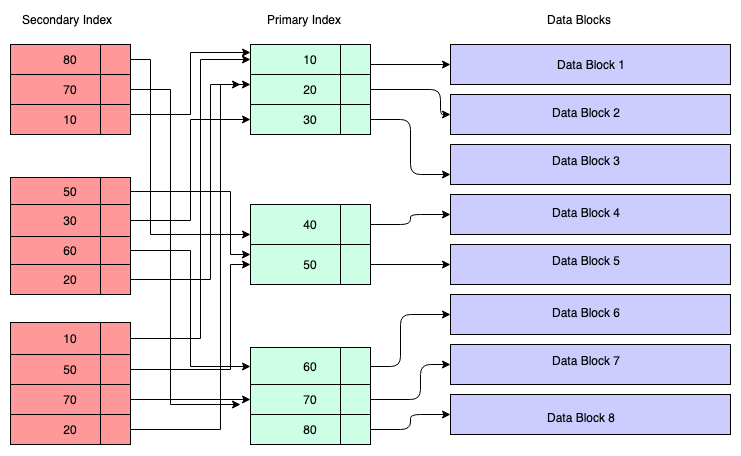 Secondary Index
Primary Index
Data Blocks
80
70
10
50
30
60
20
10
50
70
20
10
20
30
40
50
60
70
80
Data Block 1
Data Block 2
Data Block 3
Data Block 4
Data Block 5
Data Block 6
Data Block 7
Data Block 8